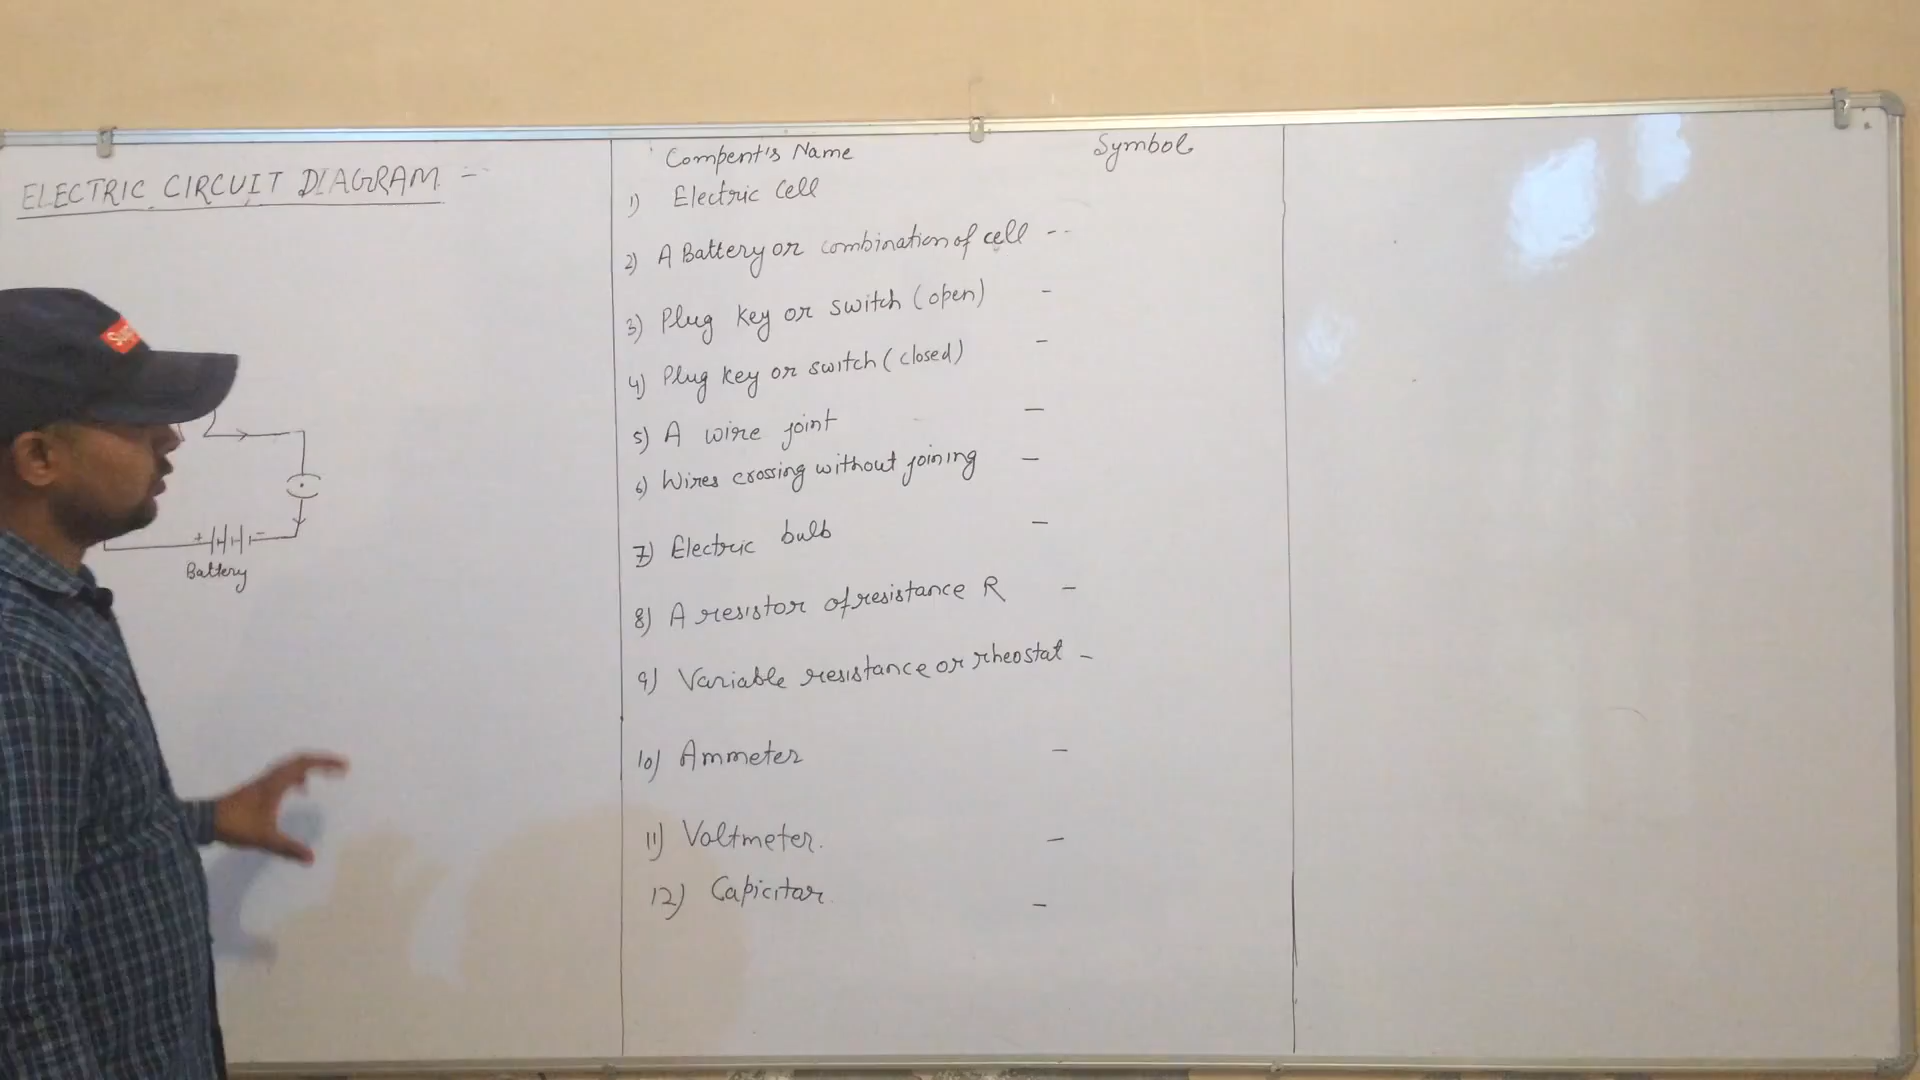 ELECTRIC CIRCUIT DIAGRAM -
+ -
Battery
Compent's Name Symbol
1) Electric cell
2) A Battery or combination of cell --
3) Plug key or switch (open) -
4) Plug key or switch (closed) -
5) A wire joint -
6) Wires crossing without joining -
7) Electric bulb -
8) A resistor of resistance R -
9) Variable resistance or rheostat -
10) Ammeter -
11) Voltmeter. -
12) Capicitar. -